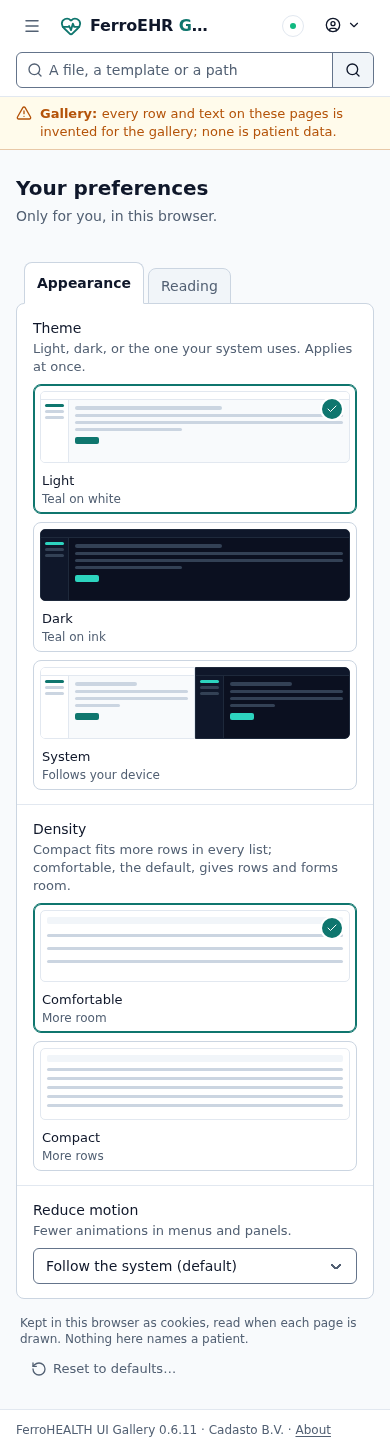 FerroEHR G...
A file, a template or a path
Gallery: every row and text on these pages is
invented for the gallery; none is patient data.
Your preferences
Only for you, in this browser.
Appearance
Reading
Theme
Light, dark, or the one your system uses. Applies
at once.
Light
Teal on white
Dark
Teal on ink
System
Follows your device
Density
Compact fits more rows in every list;
comfortable, the default, gives rows and forms
room.
Comfortable
More room
Compact
More rows
Reduce motion
Fewer animations in menus and panels.
Follow the system (default)
Kept in this browser as cookies, read when each page is
drawn. Nothing here names a patient.
Reset to defaults…
FerroHEALTH UI Gallery 0.6.11 · Cadasto B.V. · About